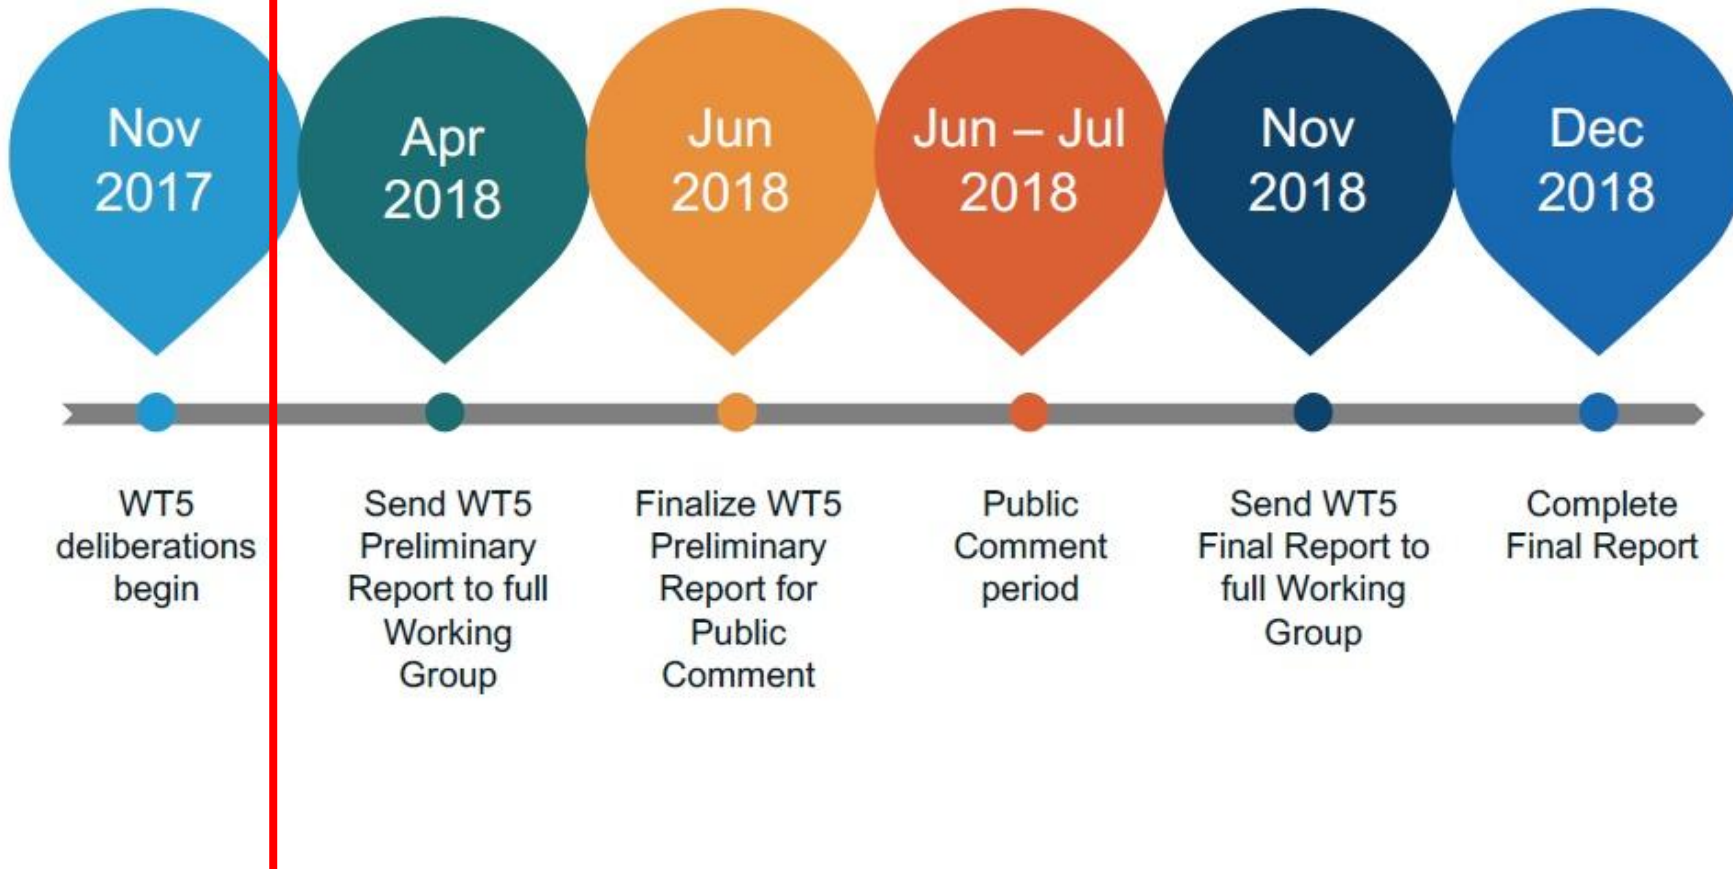 Nov
2017
Apr
2018
Jun
2018
Jun – Jul
2018
Nov
2018
Dec
2018
WT5
deliberations
begin
Send WT5
Preliminary
Report to full
Working
Group
Finalize WT5
Preliminary
Report for
Public
Comment
Public
Comment
period
Send WT5
Final Report to
full Working
Group
Complete
Final Report